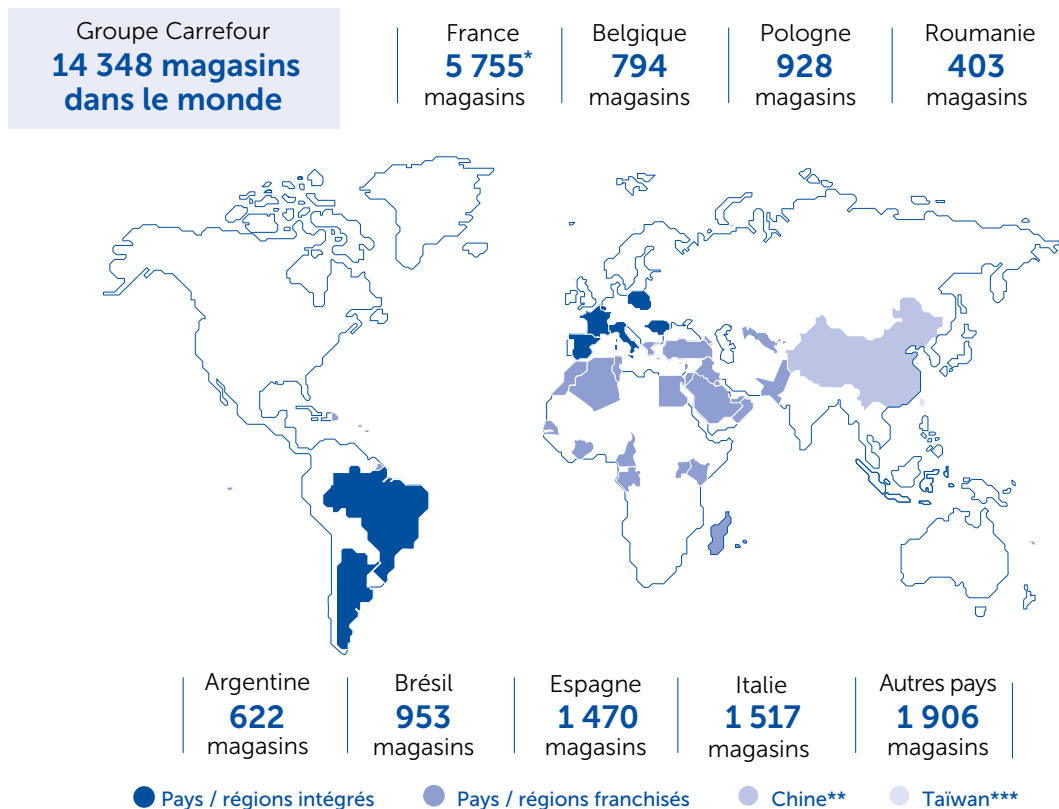 Groupe Carrefour
14 348 magasins
dans le monde
France
5 755*
magasins
Belgique
794
magasins
Pologne
928
magasins
Roumanie
403
magasins
Argentine
622
magasins
Brésil
953
magasins
Espagne
1 470
magasins
Italie
1 517
magasins
Autres pays
1 906
magasins
Pays / régions intégrés
Pays / régions franchisés
Chine**
Taïwan***